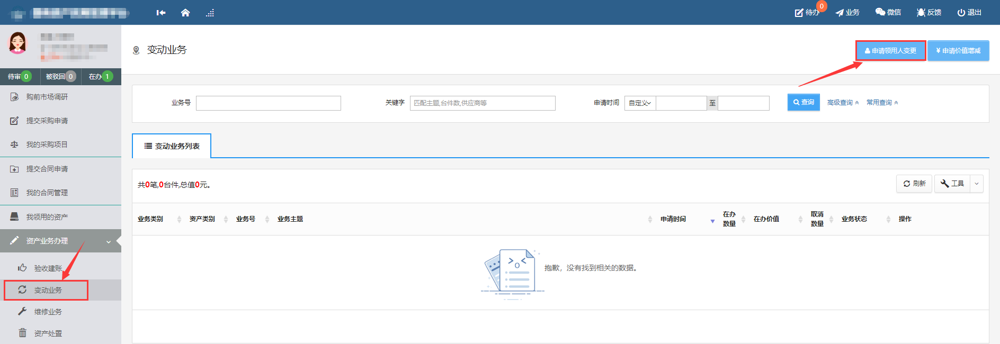 待办 0 业务 微信 反馈 退出
待审 0 被驳回 0 在办 1
购前市场调研
提交采购申请
我的采购项目
提交合同申请
我的合同管理
我领用的资产
资产业务办理
验收建账
变动业务
维修业务
资产处置
变动业务
申请领用人变更 ¥ 申请价值增减
业务号 关键字 匹配主题,台件数,供应商等 申请时间 自定义 至 查询 高级查询 常用查询
变动业务列表
共0笔,0台件,总值0元。 刷新 工具
业务类别 资产类别 业务号 业务主题 申请时间 在办数量 在办价值 取消数量 业务状态 操作
抱歉，没有找到相关的数据。